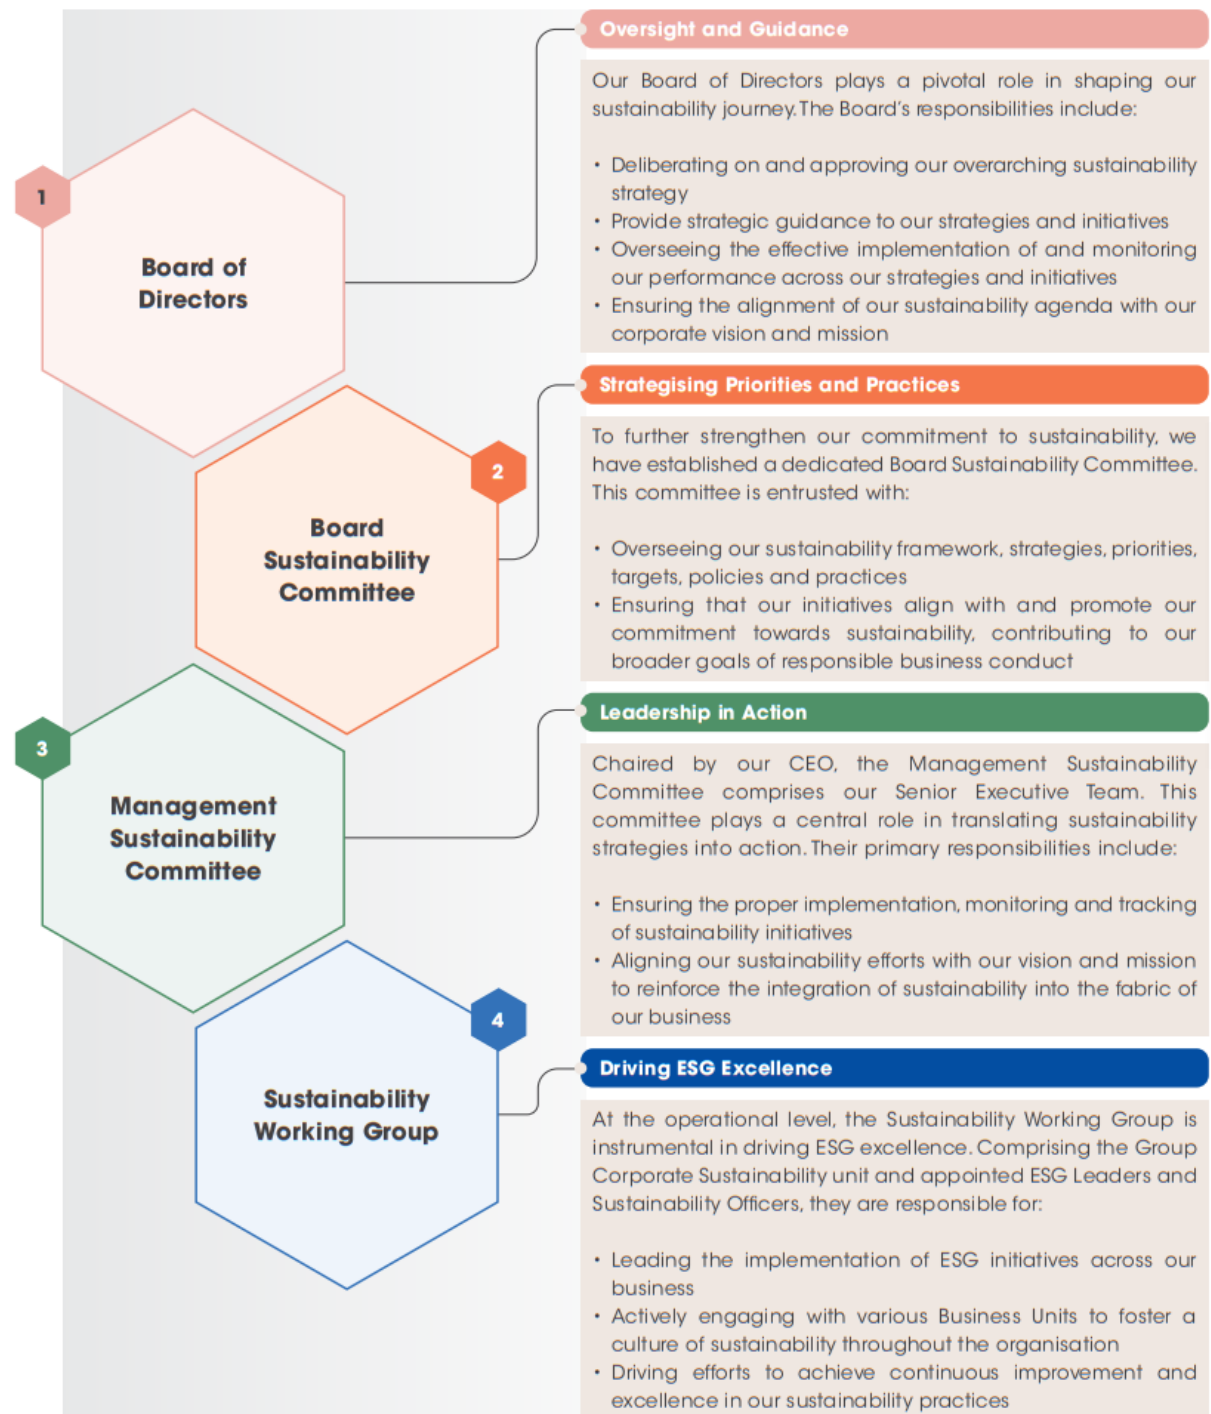 Oversight and Guidance
Our Board of Directors plays a pivotal role in shaping our
sustainability journey. The Board's responsibilities include:
• Deliberating on and approving our overarching sustainability
strategy
• Provide strategic guidance to our strategies and initiatives
• Overseeing the effective implementation of and monitoring
our performance across our strategies and initiatives
• Ensuring the alignment of our sustainability agenda with our
corporate vision and mission
1
Board of
Directors
Strategising Priorities and Practices
To further strengthen our commitment to sustainability, we
have established a dedicated Board Sustainability Committee.
This committee is entrusted with:
• Overseeing our sustainability framework, strategies, priorities,
targets, policies and practices
• Ensuring that our initiatives align with and promote our
commitment towards sustainability, contributing to our
broader goals of responsible business conduct
2
Board
Sustainability
Committee
Leadership in Action
Chaired by our CEO, the Management Sustainability
Committee comprises our Senior Executive Team. This
committee plays a central role in translating sustainability
strategies into action. Their primary responsibilities include:
• Ensuring the proper implementation, monitoring and tracking
of sustainability initiatives
• Aligning our sustainability efforts with our vision and mission
to reinforce the integration of sustainability into the fabric of
our business
3
Management
Sustainability
Committee
Driving ESG Excellence
At the operational level, the Sustainability Working Group is
instrumental in driving ESG excellence. Comprising the Group
Corporate Sustainability unit and appointed ESG Leaders and
Sustainability Officers, they are responsible for:
• Leading the implementation of ESG initiatives across our
business
• Actively engaging with various Business Units to foster a
culture of sustainability throughout the organisation
• Driving efforts to achieve continuous improvement and
excellence in our sustainability practices
4
Sustainability
Working Group